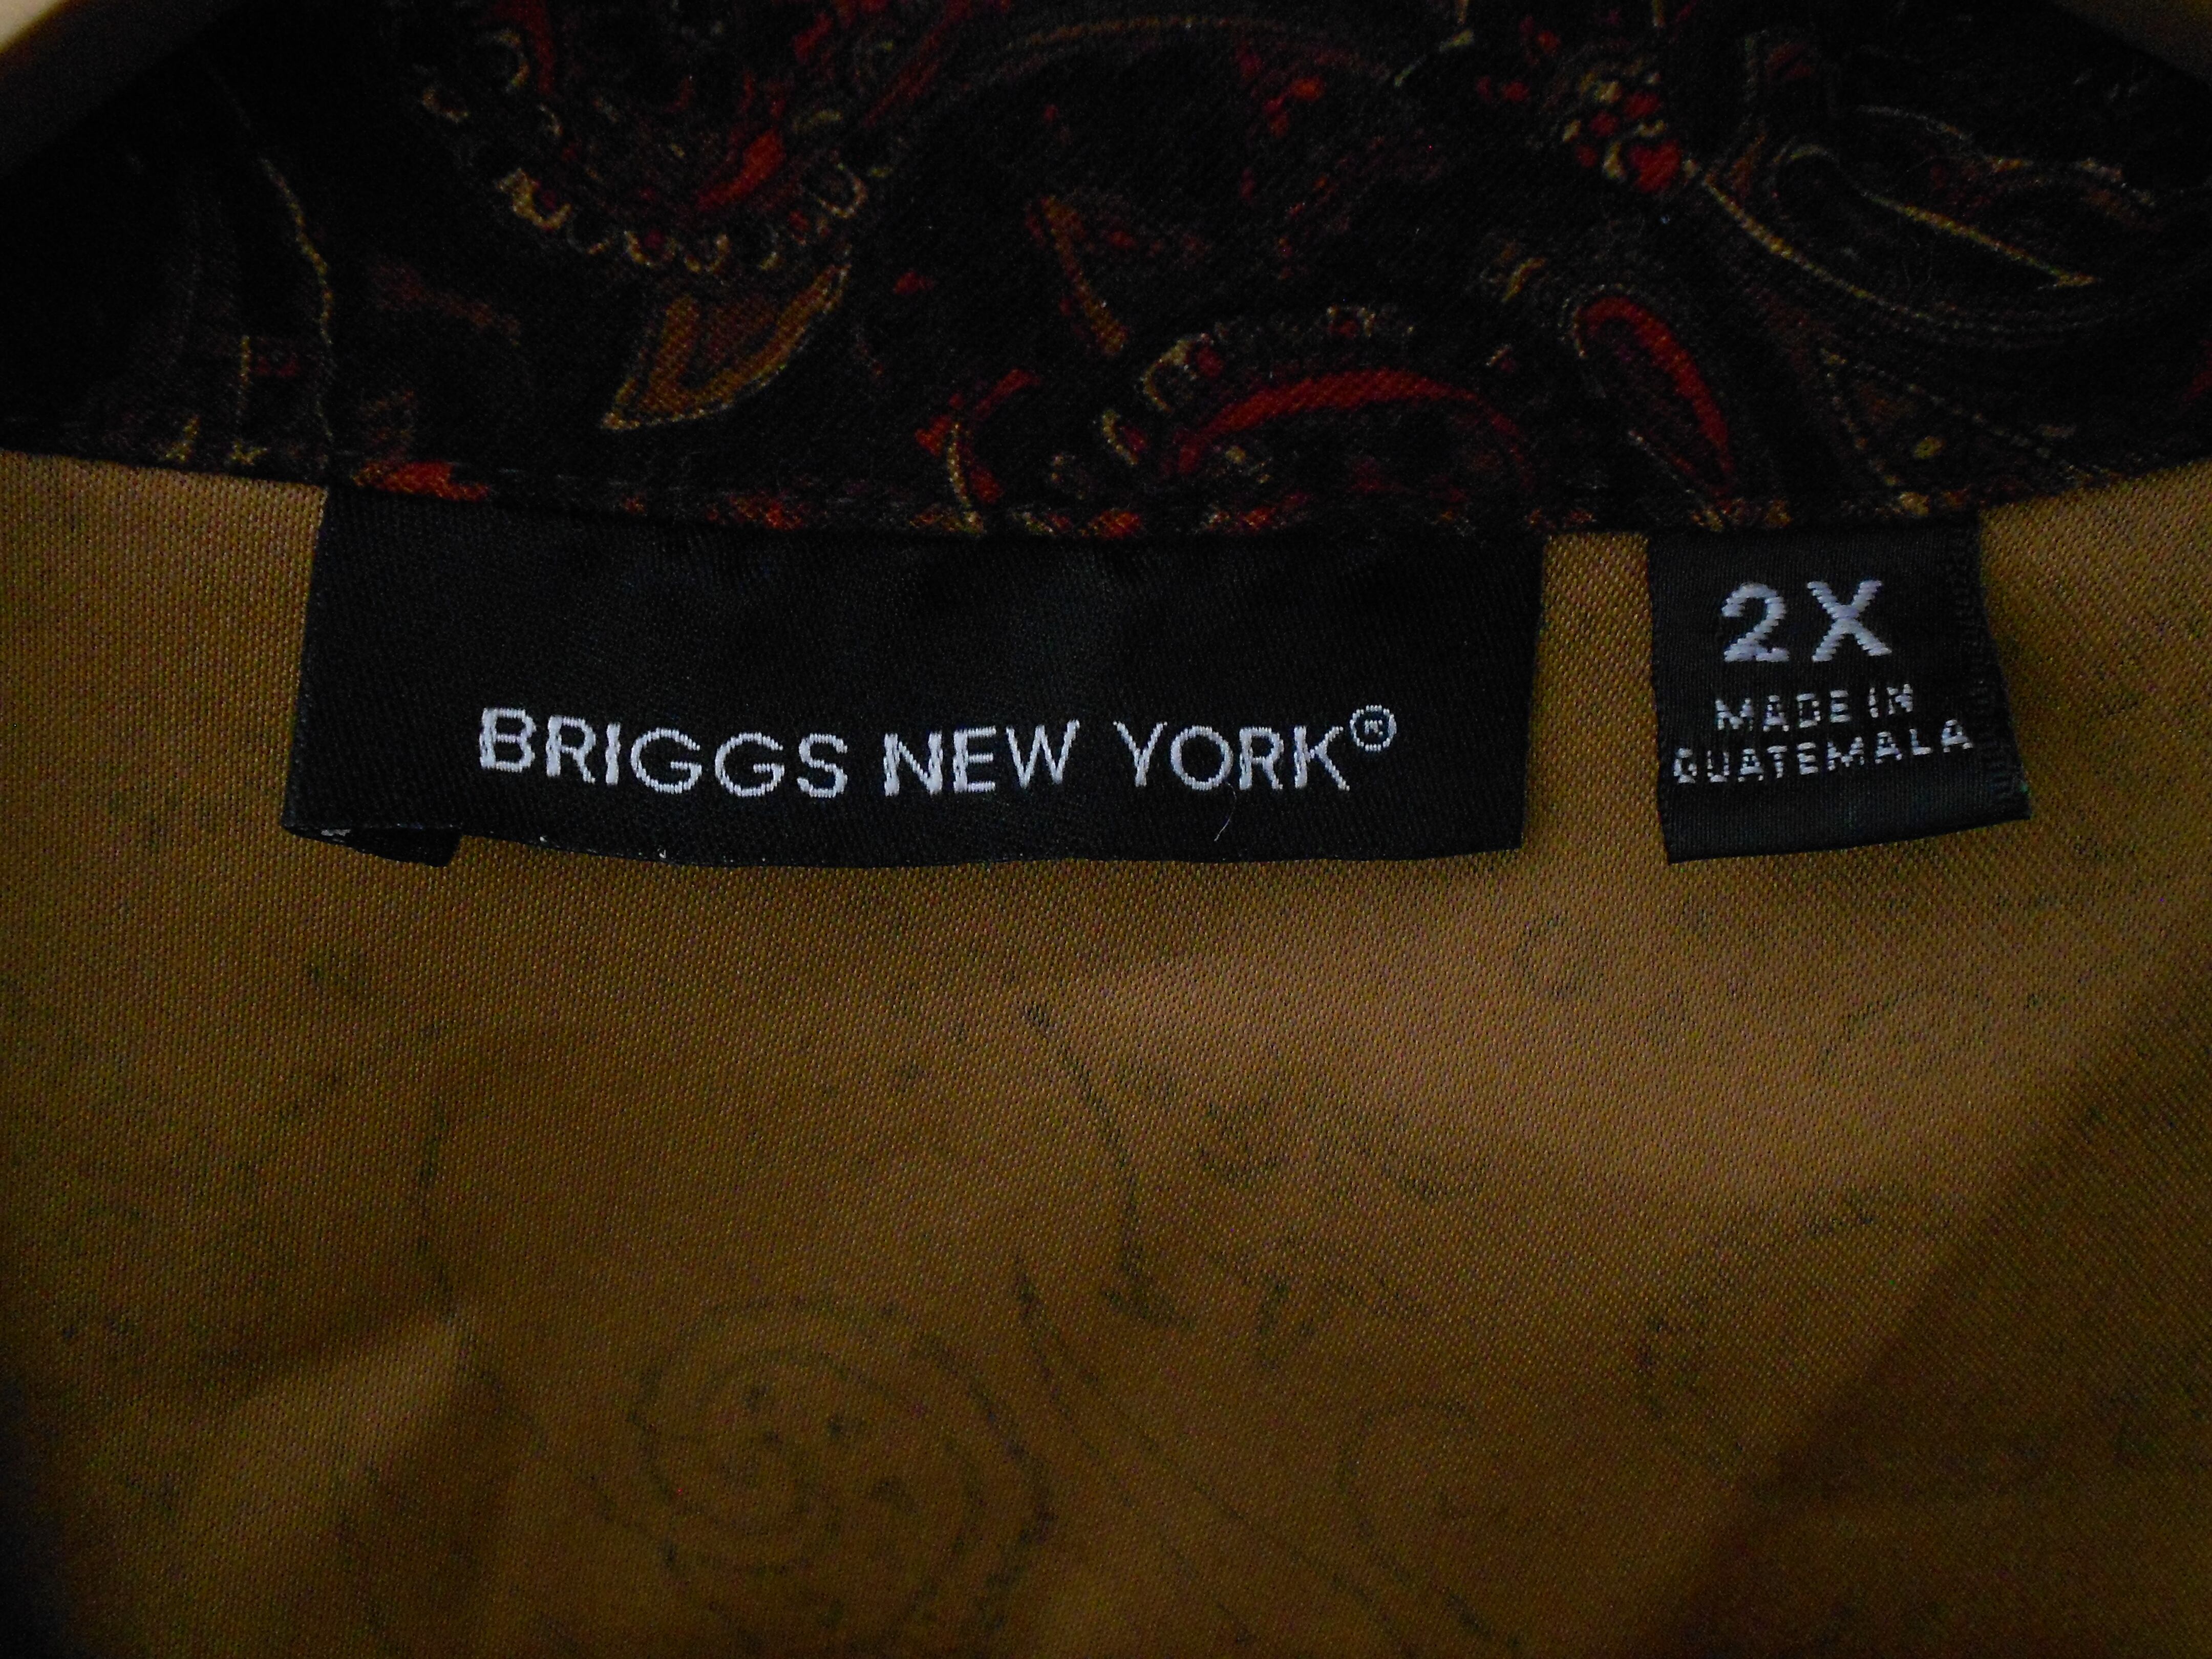 BRIGGS NEW YORK®
2X
MADE IN
GUATEMALA